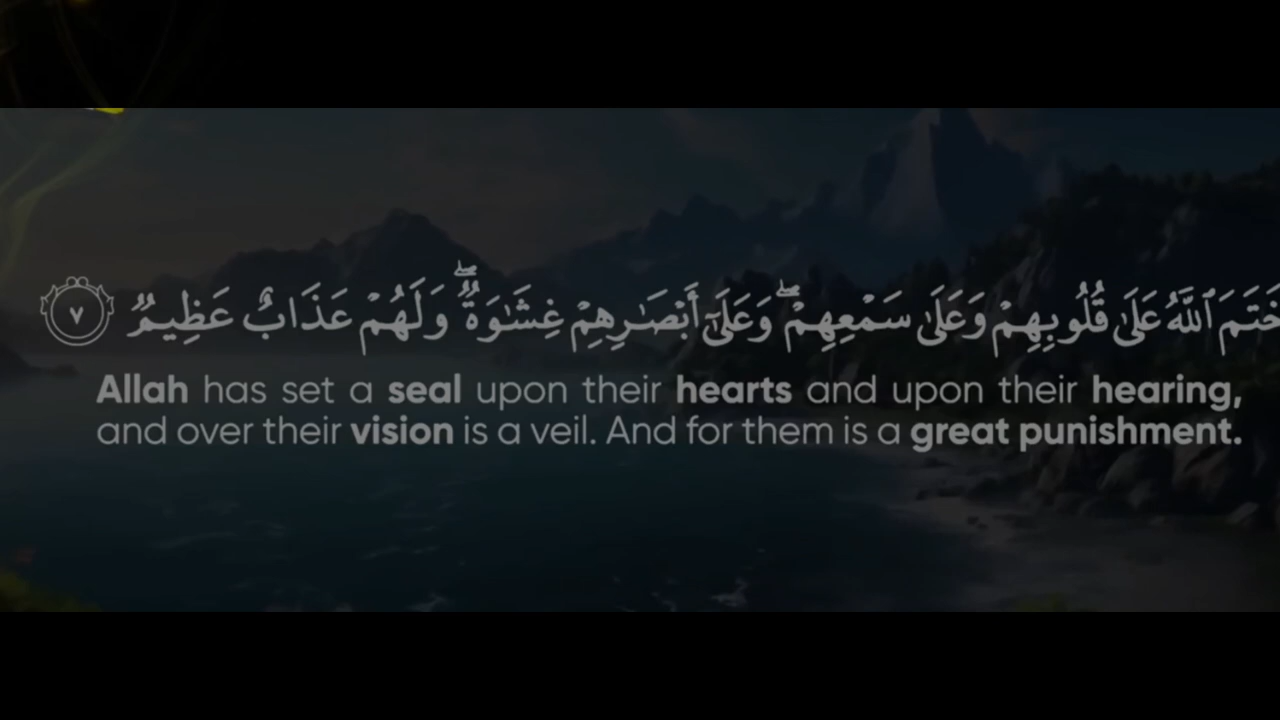 خَتَمَ ٱللَّهُ عَلَىٰ قُلُوبِهِمْ وَعَلَىٰ سَمْعِهِمْ ۖ وَعَلَىٰٓ أَبْصَـٰرِهِمْ غِشَـٰوَةٌ ۖ وَلَهُمْ عَذَابٌ عَظِيمٌ ٧
Allah has set a seal upon their hearts and upon their hearing,
and over their vision is a veil. And for them is a great punishment.